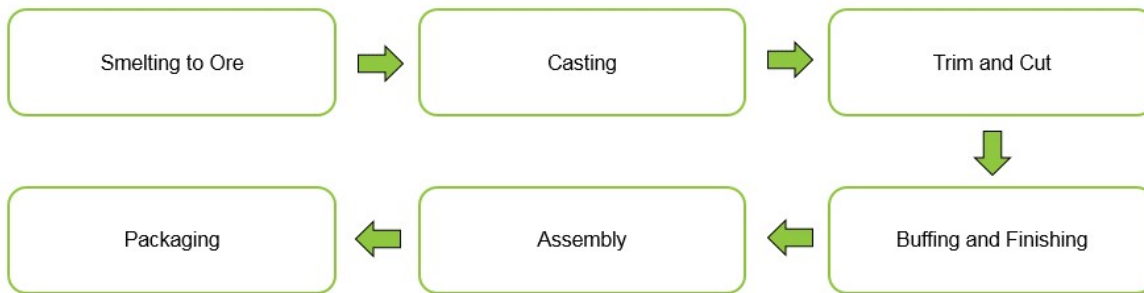 Smelting to Ore
Casting
Trim and Cut
Buffing and Finishing
Assembly
Packaging